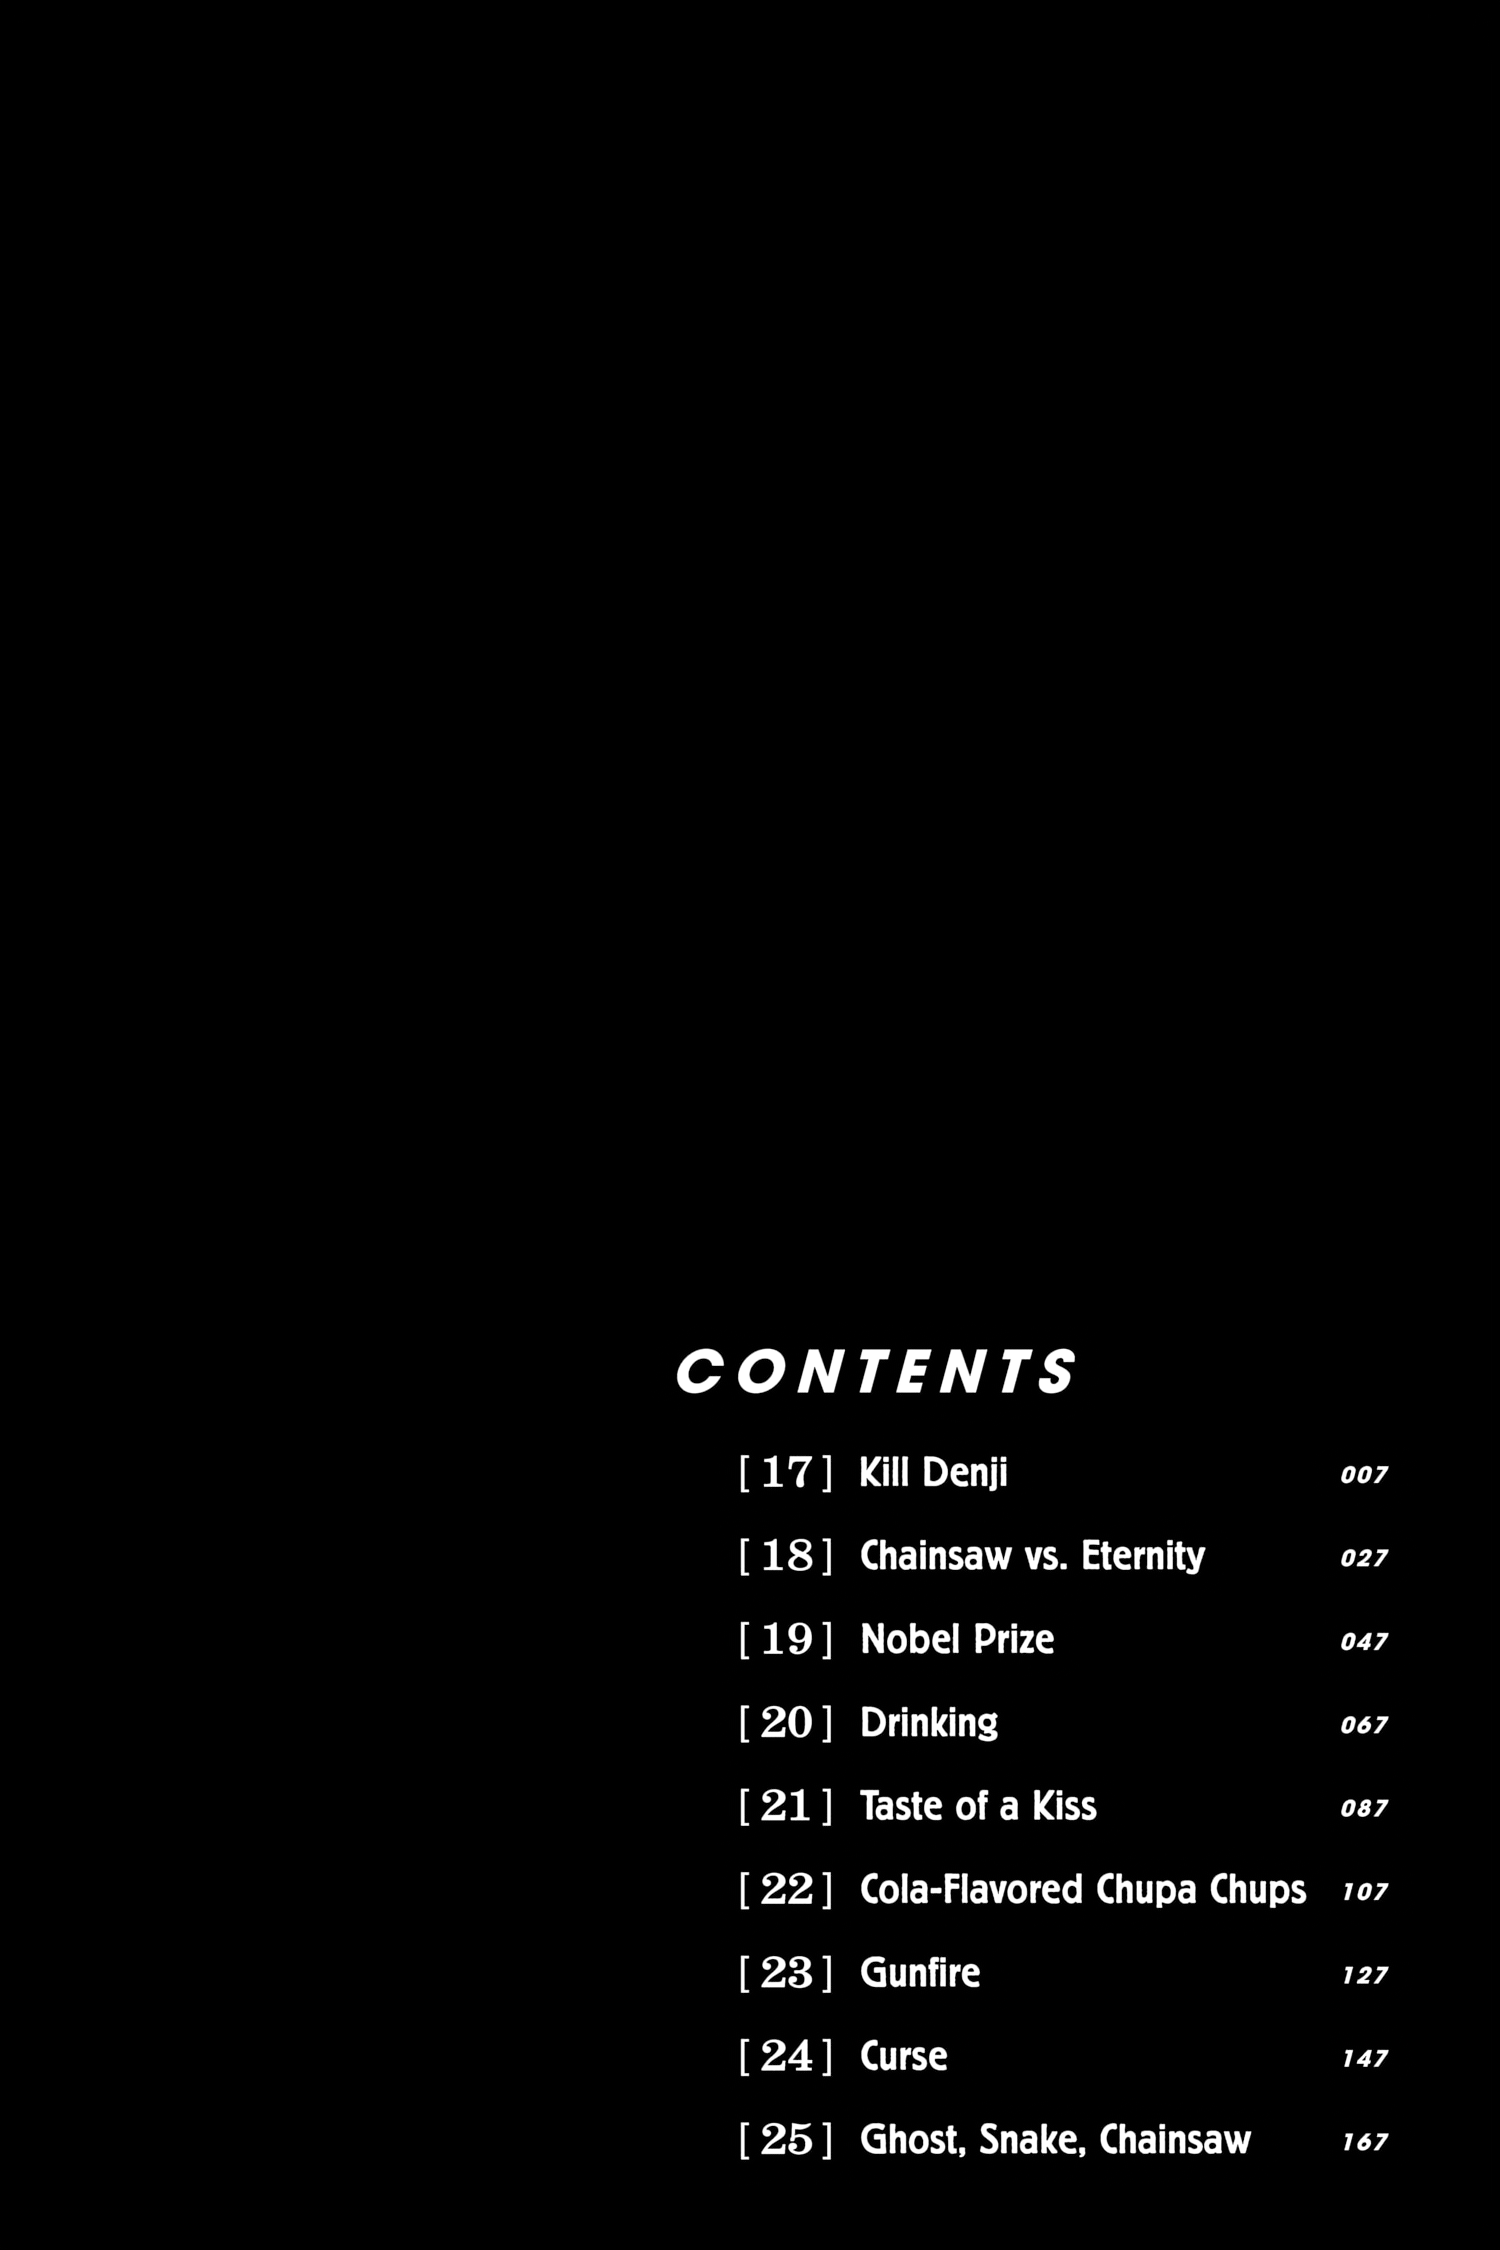 CONTENTS
[17] Kill Denji 007
[18] Chainsaw vs. Eternity 027
[19] Nobel Prize 047
[20] Drinking 067
[21] Taste of a Kiss 087
[22] Cola-Flavored Chupa Chups 107
[23] Gunfire 127
[24] Curse 147
[25] Ghost, Snake, Chainsaw 167